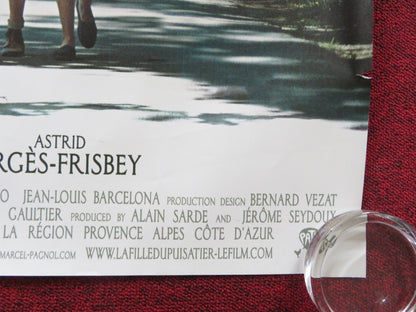 ASTRID
RGÈS-FRISBEY
O JEAN-LOUIS BARCELONA PRODUCTION DESIGN BERNARD VEZAT
GAULTIER PRODUCED BY ALAIN SARDE AND JÉRÔME SEYDOUX
LA RÉGION PROVENCE ALPES CÔTE D'AZUR
MARCEL-PAGNOL.COM WWW.LAFILLEDUPUISATIER-LEFILM.COM